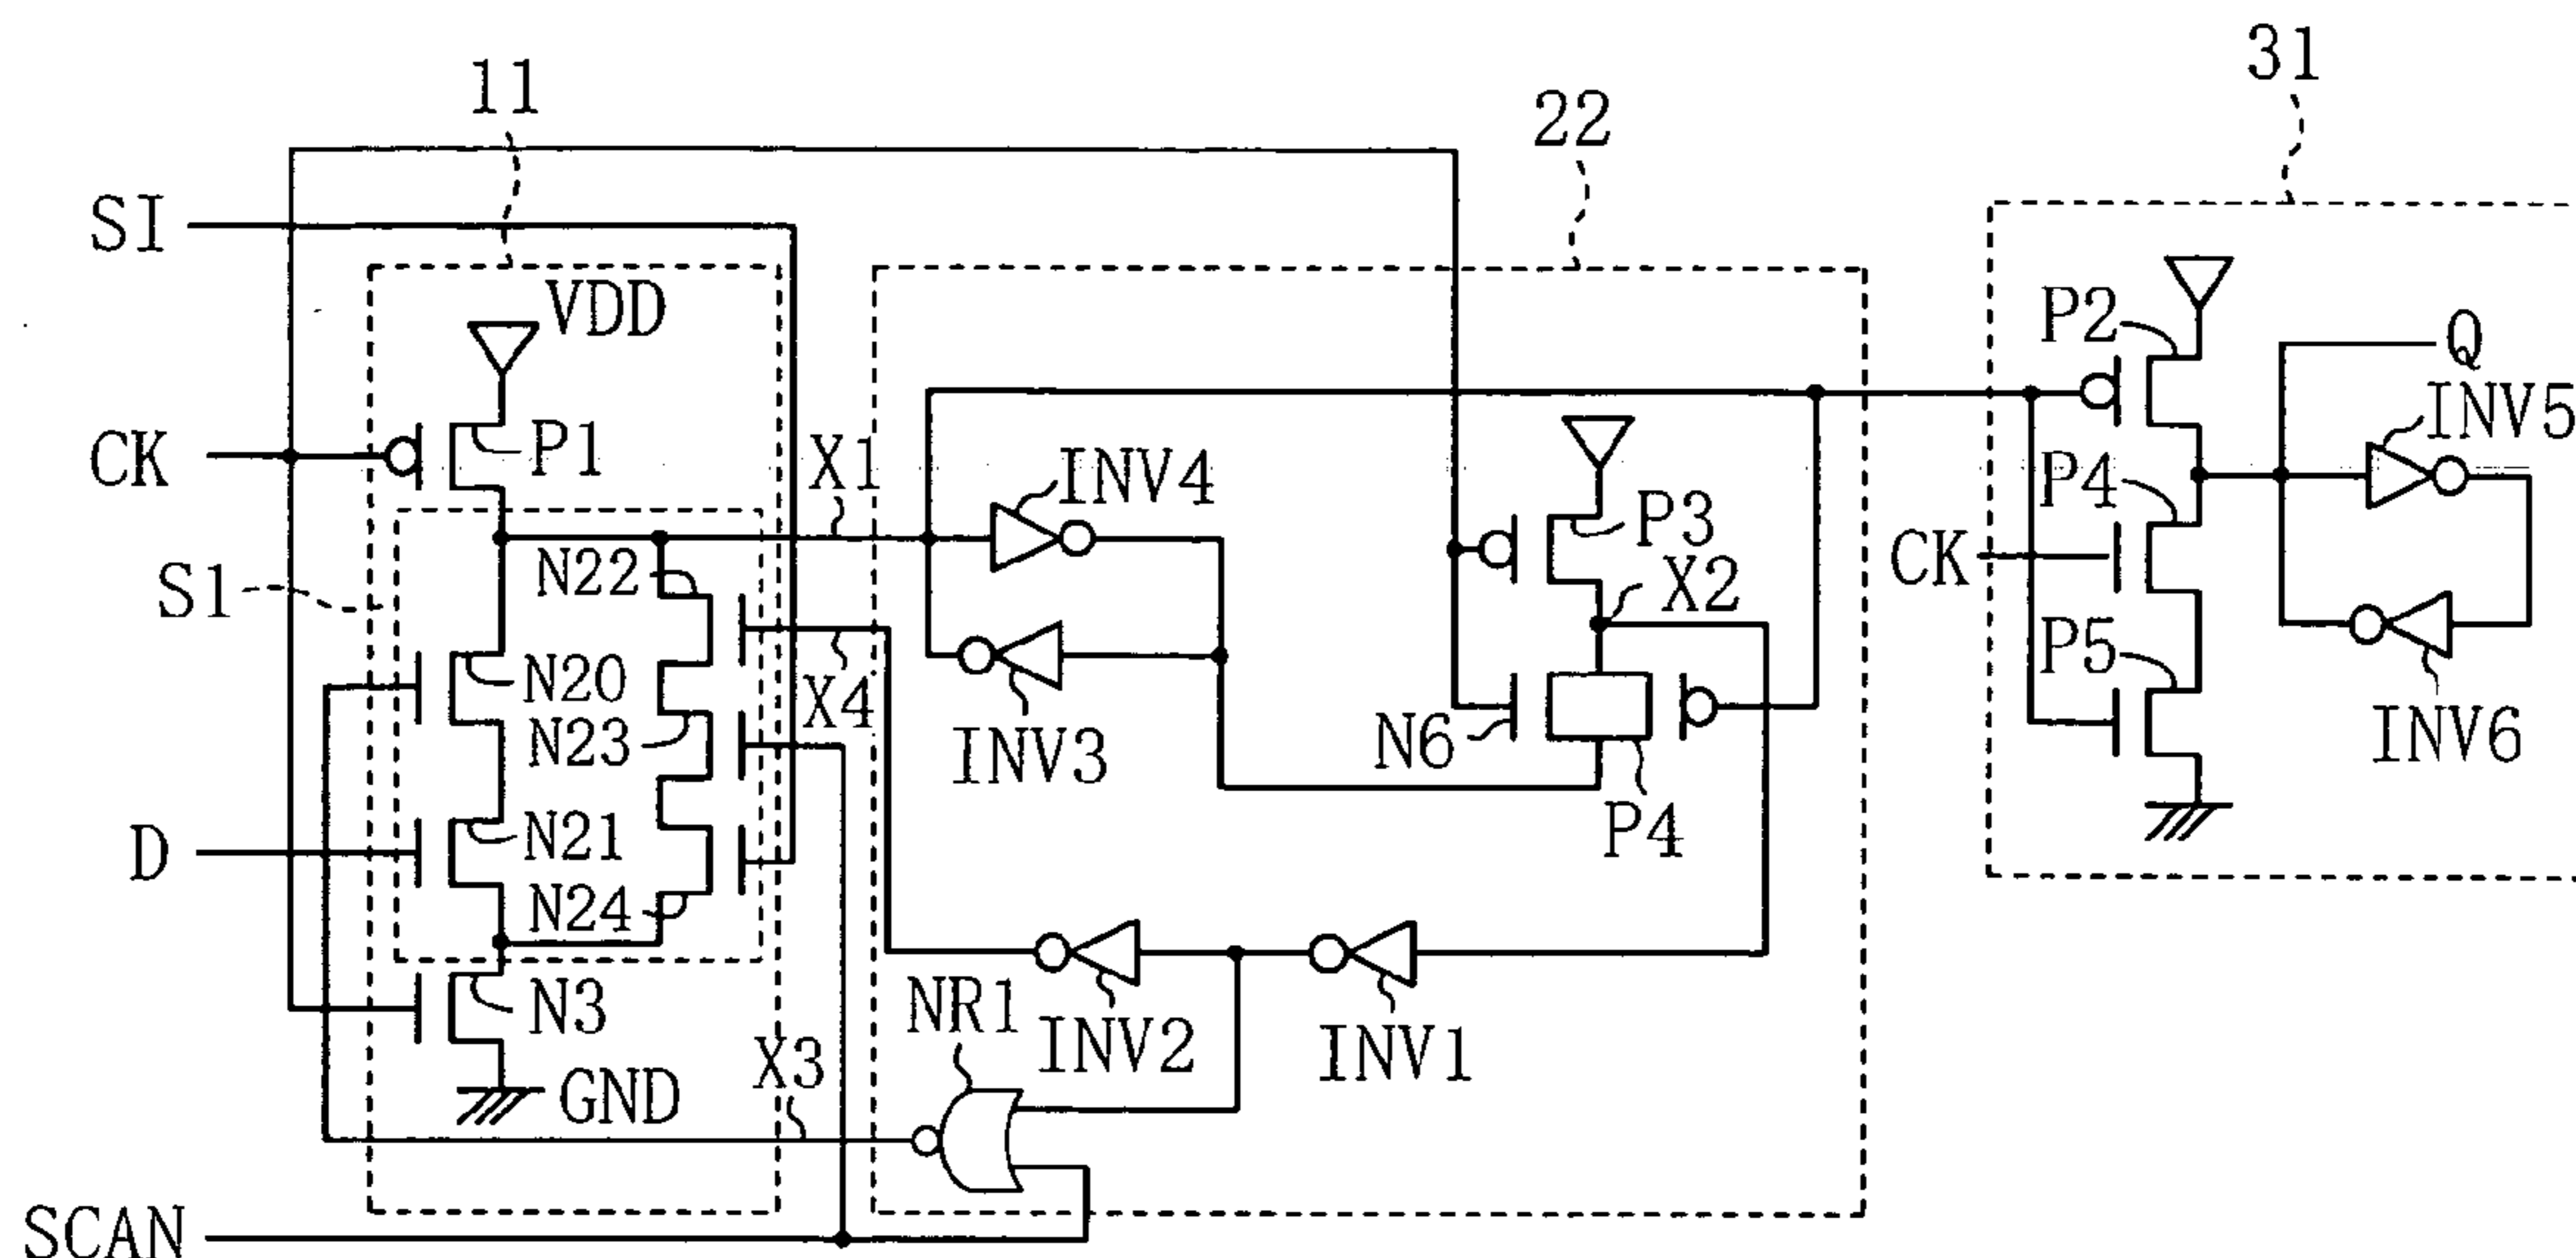 11
22
31
SI
VDD
P2
Q
INV5
CK
P1
X1
INV4
P3
P4
N22
X2
CK
S1
N20
X4
P5
N23
INV3
N6
INV6
D
N21
P4
N24
NR1
N3
INV2
INV1
X3
GND
SCAN